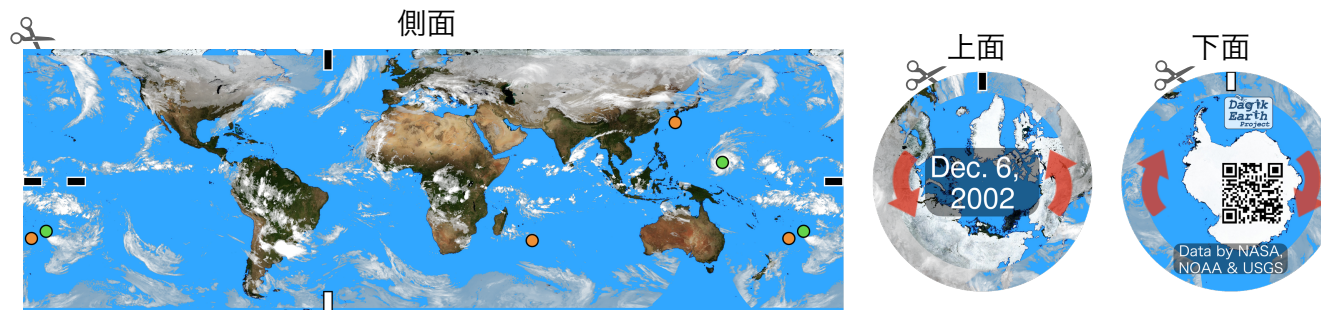 側面
上面
Dec. 6,
2002
下面
Dagik
Earth
Project
Data by NASA,
NOAA & USGS